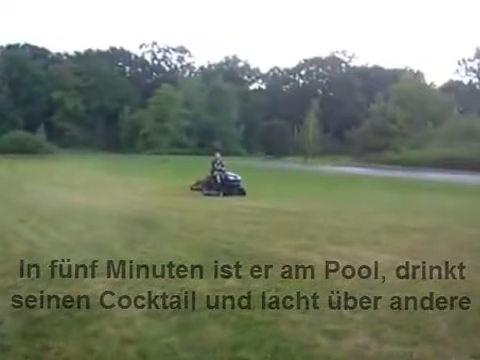 In fünf Minuten ist er am Pool, drinkt
seinen Cocktail und lacht über andere